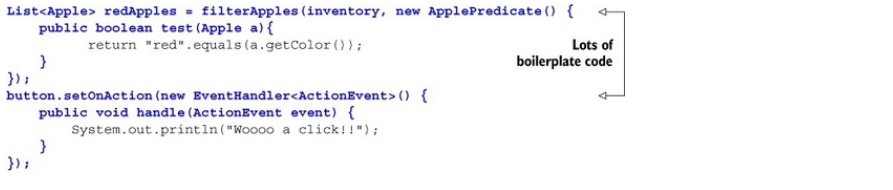 List<Apple> redApples = filterApples(inventory, new ApplePredicate() {
    public boolean test(Apple a){
        return "red".equals(a.getColor());
    }
});
button.setOnAction(new EventHandler<ActionEvent>() {
    public void handle(ActionEvent event) {
        System.out.println("Woooo a click!!");
    }
});
Lots of
boilerplate code